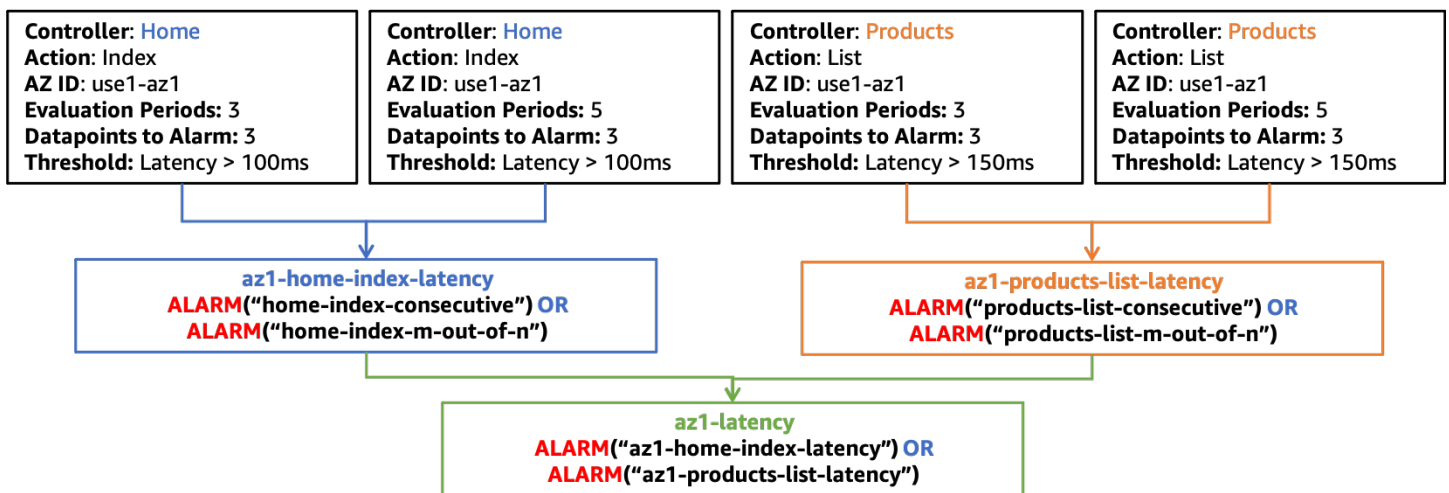 Controller: Home
Action: Index
AZ ID: use1-az1
Evaluation Periods: 3
Datapoints to Alarm: 3
Threshold: Latency > 100ms
Controller: Home
Action: Index
AZ ID: use1-az1
Evaluation Periods: 5
Datapoints to Alarm: 3
Threshold: Latency > 100ms
Controller: Products
Action: List
AZ ID: use1-az1
Evaluation Periods: 3
Datapoints to Alarm: 3
Threshold: Latency > 150ms
Controller: Products
Action: List
AZ ID: use1-az1
Evaluation Periods: 5
Datapoints to Alarm: 3
Threshold: Latency > 150ms
az1-home-index-latency
ALARM(“home-index-consecutive”) OR
ALARM(“home-index-m-out-of-n”)
az1-products-list-latency
ALARM(“products-list-consecutive”) OR
ALARM(“products-list-m-out-of-n”)
az1-latency
ALARM(“az1-home-index-latency”) OR
ALARM(“az1-products-list-latency”)